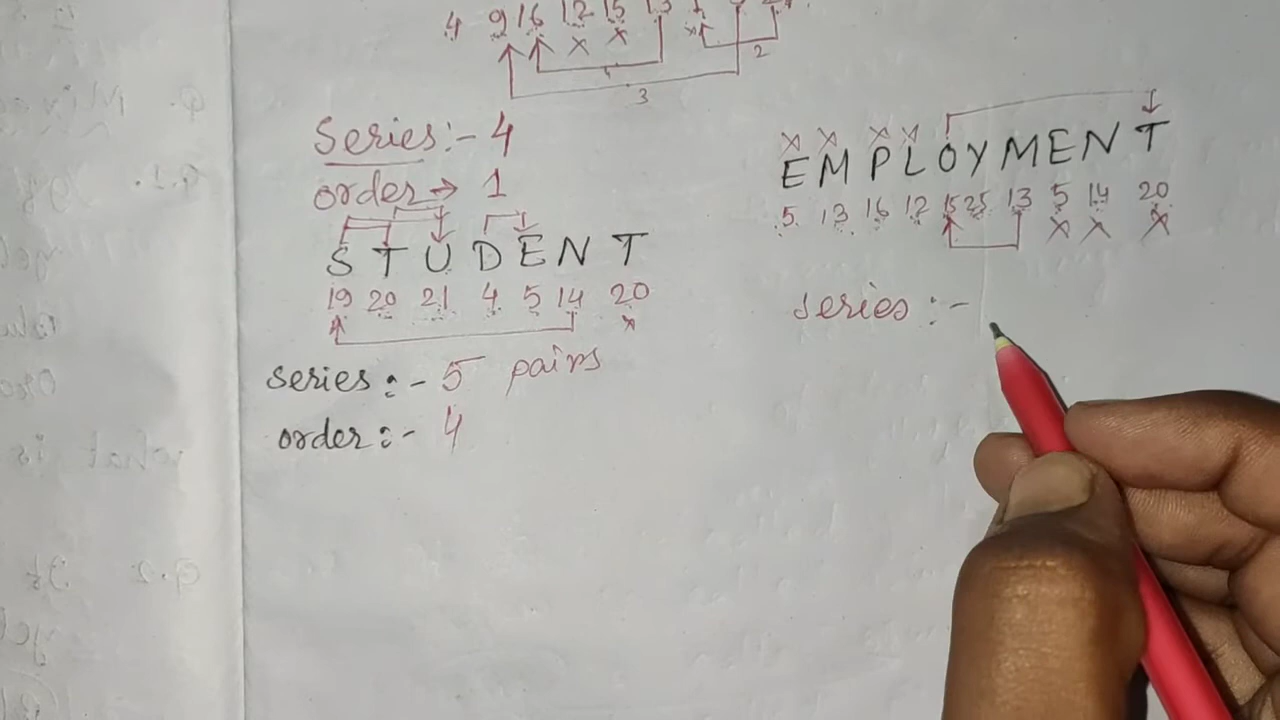 4 9 16 12 15 13
2
3
Series:- 4
order → 1
STUDENT
19 20 21 4 5 14 20
series:- 5 pairs
order:- 4
EMPLOYMENT
5 13 16 12 15 25 13 5 14 20
series:-